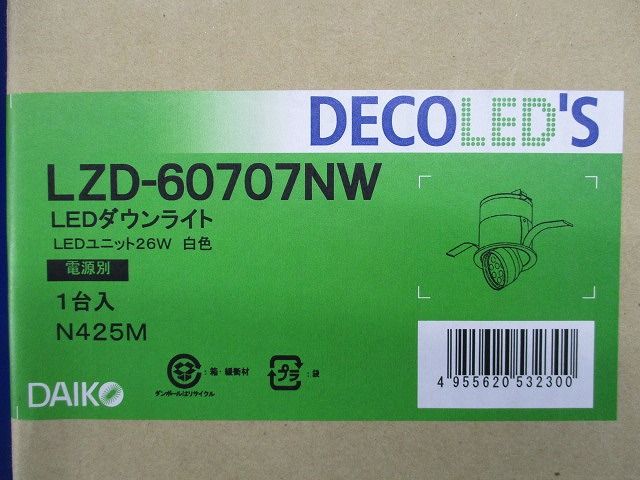 DECOLED'S
LZD-60707NW
LEDダウンライト
LEDユニット26W 白色
電源別
1台入
N425M
：箱・緩衝材
ダンボールはリサイクル
プラ
：袋
DAIKO
4 955620 532300